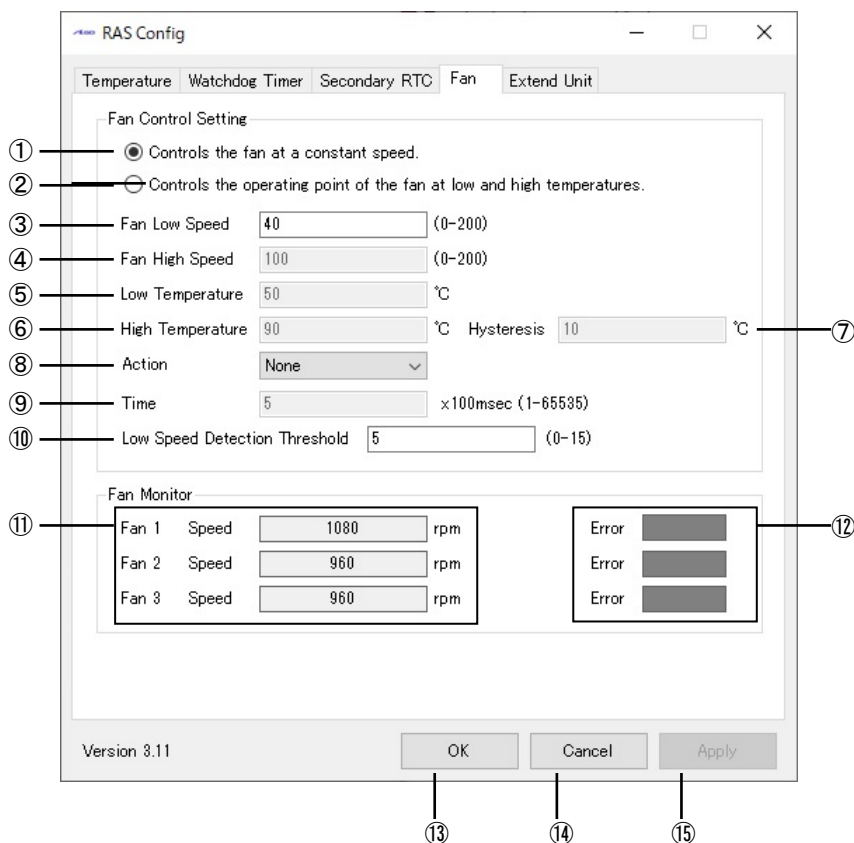 RAS Config
Temperature Watchdog Timer Secondary RTC Fan Extend Unit
Fan Control Setting
① Controls the fan at a constant speed.
② Controls the operating point of the fan at low and high temperatures.
③ Fan Low Speed 40 (0-200)
④ Fan High Speed 100 (0-200)
⑤ Low Temperature 50 ℃
⑥ High Temperature 90 ℃ Hysteresis 10 ℃ ⑦
⑧ Action None
⑨ Time 5 x100msec (1-65535)
⑩ Low Speed Detection Threshold 5 (0-15)
Fan Monitor
⑪ Fan 1 Speed 1080 rpm Error ⑫
Fan 2 Speed 960 rpm Error
Fan 3 Speed 960 rpm Error
Version 3.11 OK Cancel Apply
⑬ ⑭ ⑮